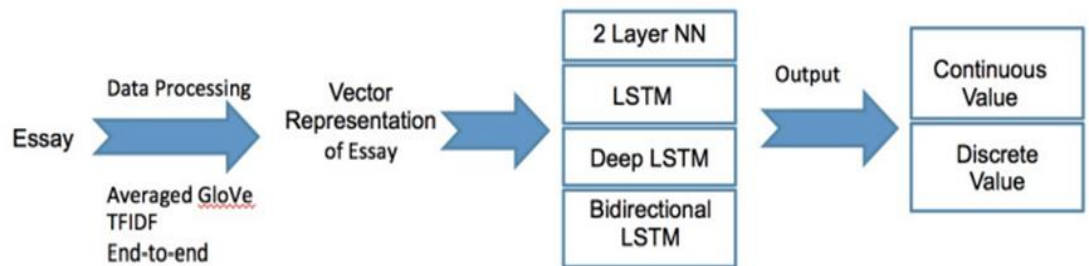 Essay
Data Processing
Averaged GloVe
TFIDF
End-to-end
Vector
Representation
of Essay
2 Layer NN
LSTM
Deep LSTM
Bidirectional
LSTM
Output
Continuous
Value
Discrete
Value